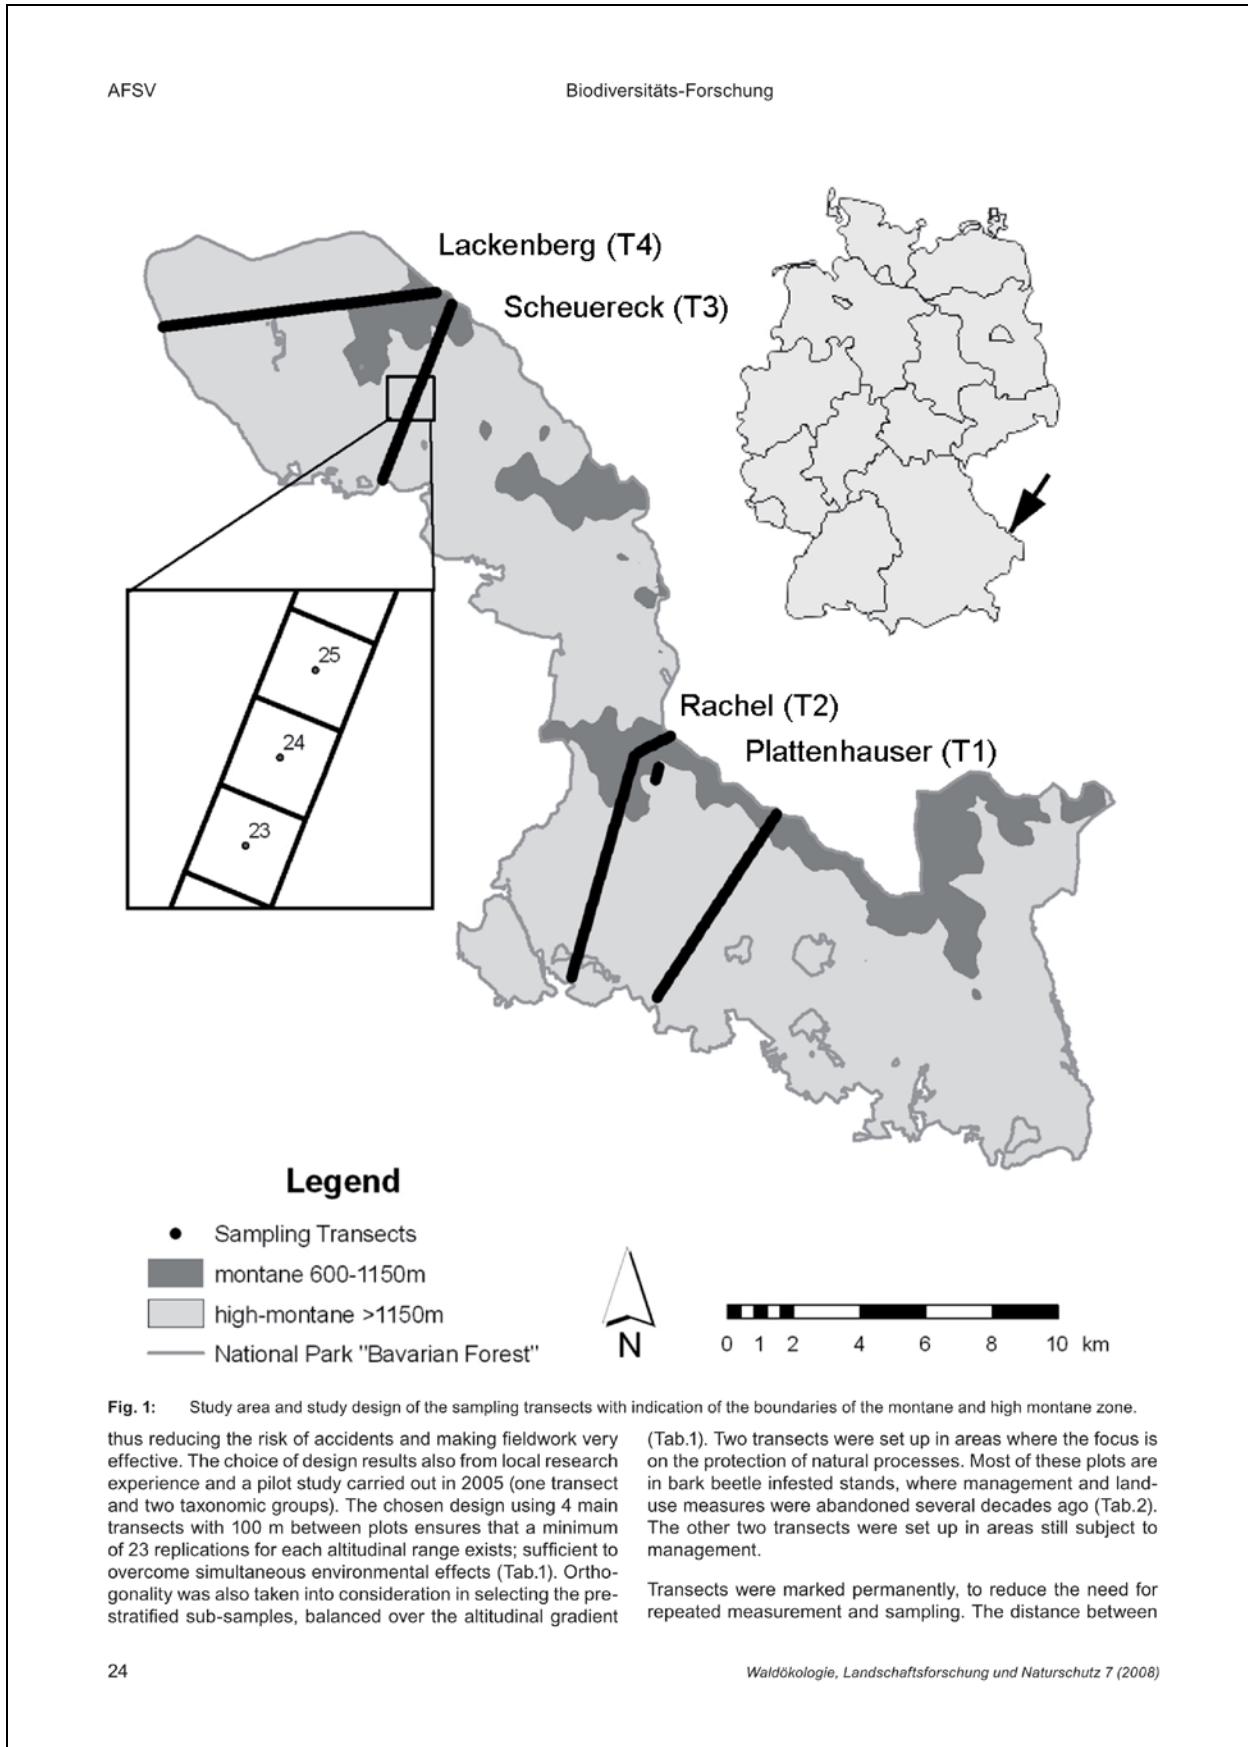 AFSV
Biodiversitäts-Forschung
Lackenberg (T4)
Scheuereck (T3)
25
24
23
Rachel (T2)
Plattenhauser (T1)
Legend
Sampling Transects
montane 600-1150m
high-montane >1150m
National Park "Bavarian Forest"
N
0 1 2 4 6 8 10 km
Fig. 1: Study area and study design of the sampling transects with indication of the boundaries of the montane and high montane zone.
thus reducing the risk of accidents and making fieldwork very
effective. The choice of design results also from local research
experience and a pilot study carried out in 2005 (one transect
and two taxonomic groups). The chosen design using 4 main
transects with 100 m between plots ensures that a minimum
of 23 replications for each altitudinal range exists; sufficient to
overcome simultaneous environmental effects (Tab.1). Ortho-
gonality was also taken into consideration in selecting the pre-
stratified sub-samples, balanced over the altitudinal gradient
(Tab.1). Two transects were set up in areas where the focus is
on the protection of natural processes. Most of these plots are
in bark beetle infested stands, where management and land-
use measures were abandoned several decades ago (Tab.2).
The other two transects were set up in areas still subject to
management.
Transects were marked permanently, to reduce the need for
repeated measurement and sampling. The distance between
24
Waldökologie, Landschaftsforschung und Naturschutz 7 (2008)